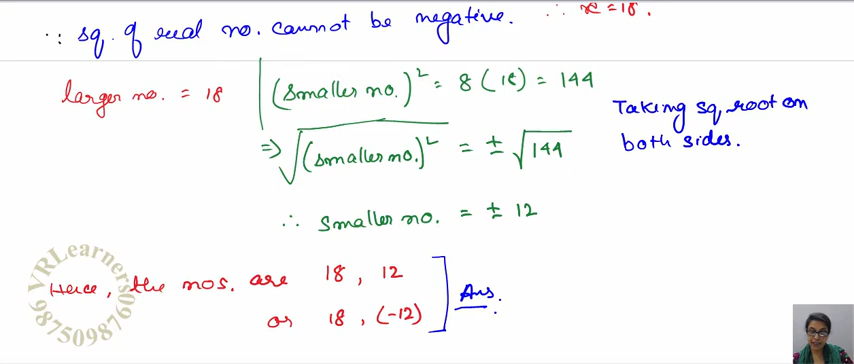 ∴ x = 18.
∵ sq. of real no. cannot be negative.
larger no. = 18
(smaller no.)² = 8 (18) = 144
Taking sq. root on
both sides.
=> √(smaller no.)² = ± √144
∴ smaller no. = ± 12
Hence, the nos. are 18, 12
or 18, (-12)
Ans.
VRLearners